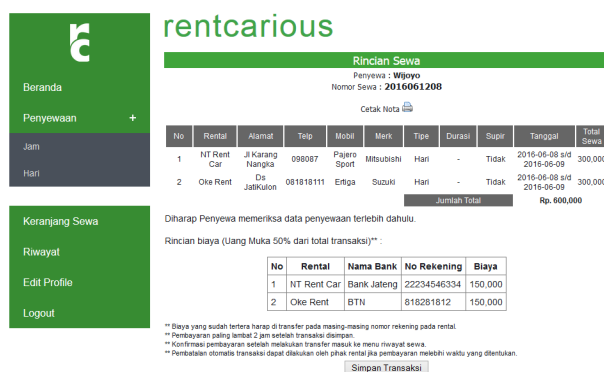 rc
rentcarious
Beranda
Penyewaan +
Jam
Hari
Keranjang Sewa
Riwayat
Edit Profile
Logout
Rincian Sewa
Penyewa : Wijoyo
Nomor Sewa : 2016061208
Cetak Nota
No Rental Alamat Telp Mobil Merk Tipe Durasi Supir Tanggal Total Sewa
1 NT Rent Car Jl Karang Nangka 098087 Pajero Sport Mitsubishi Hari - Tidak 2016-06-08 s/d 2016-06-09 300,000
2 Oke Rent Ds JatiKulon 081818111 Ertiga Suzuki Hari - Tidak 2016-06-08 s/d 2016-06-09 300,000
Jumlah Total Rp. 600,000
Diharap Penyewa memeriksa data penyewaan terlebih dahulu.
Rincian biaya (Uang Muka 50% dari total transaksi)** :
No Rental Nama Bank No Rekening Biaya
1 NT Rent Car Bank Jateng 22234546334 150,000
2 Oke Rent BTN 818281812 150,000
** Biaya yang sudah tertera harap di transfer pada masing-masing nomor rekening pada rental.
** Pembayaran paling lambat 2 jam setelah transaksi disimpan.
** Konfirmasi pembayaran setelah melakukan transfer masuk ke menu riwayat sewa.
** Pembatalan otomatis transaksi dapat dilakukan oleh pihak rental jika pembayaran melebihi waktu yang ditentukan.
Simpan Transaksi